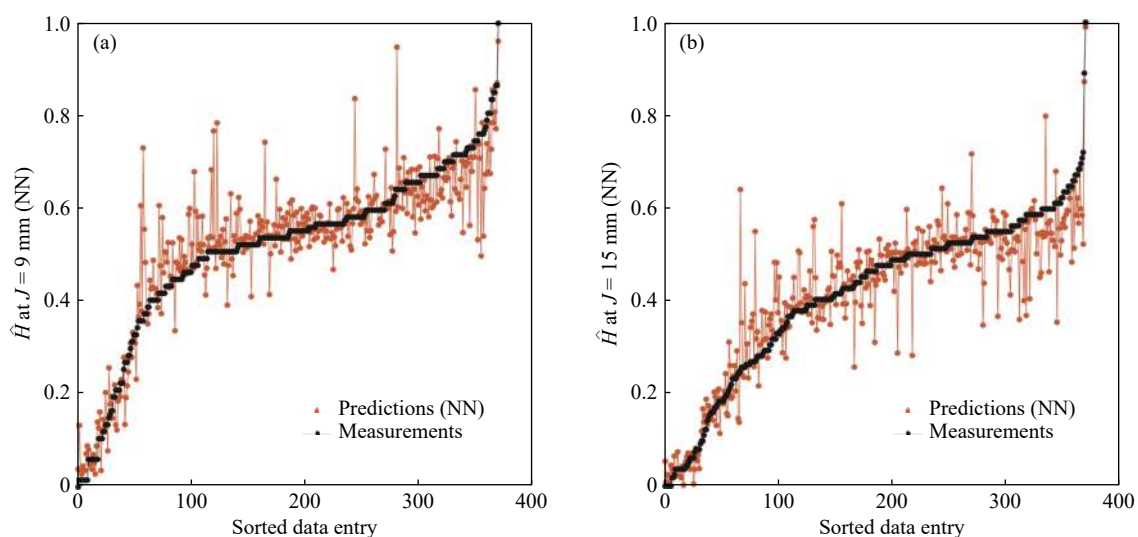 (a)
1.0
0.8
0.6
0.4
0.2
0
Ĥ at J = 9 mm (NN)
Predictions (NN)
Measurements
0 100 200 300 400
Sorted data entry
(b)
1.0
0.8
0.6
0.4
0.2
0
Ĥ at J = 15 mm (NN)
Predictions (NN)
Measurements
0 100 200 300 400
Sorted data entry